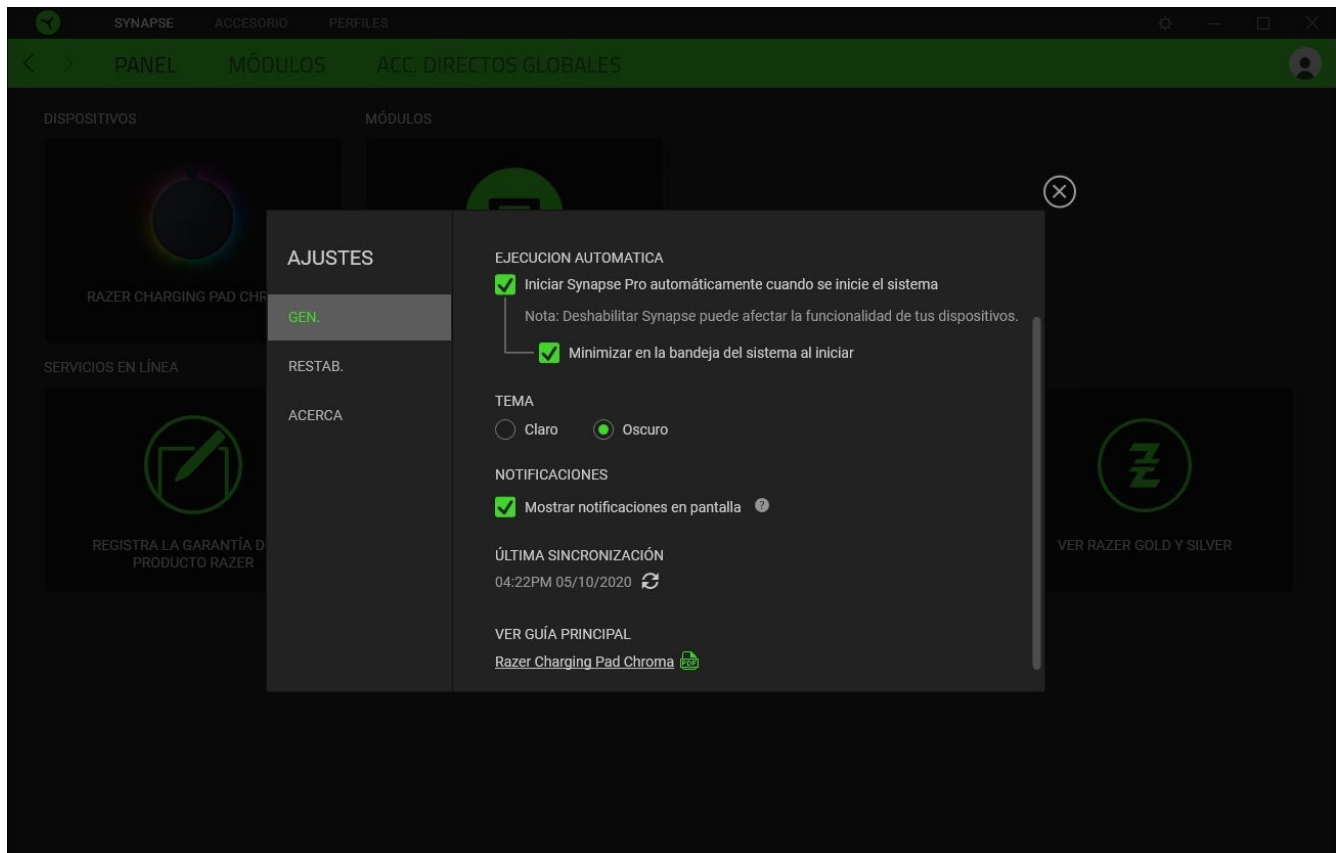 SYNAPSE ACCESORIO PERFILES
PANEL MÓDULOS ACC. DIRECTOS GLOBALES
DISPOSITIVOS MÓDULOS
RAZER CHARGING PAD CHR
SERVICIOS EN LÍNEA
REGISTRA LA GARANTÍA D
PRODUCTO RAZER
VER RAZER GOLD Y SILVER
AJUSTES
GEN.
RESTAB.
ACERCA
EJECUCION AUTOMATICA
Iniciar Synapse Pro automáticamente cuando se inicie el sistema
Nota: Deshabilitar Synapse puede afectar la funcionalidad de tus dispositivos.
Minimizar en la bandeja del sistema al iniciar
TEMA
Claro Oscuro
NOTIFICACIONES
Mostrar notificaciones en pantalla ?
ÚLTIMA SINCRONIZACIÓN
04:22PM 05/10/2020
VER GUÍA PRINCIPAL
Razer Charging Pad Chroma PDF